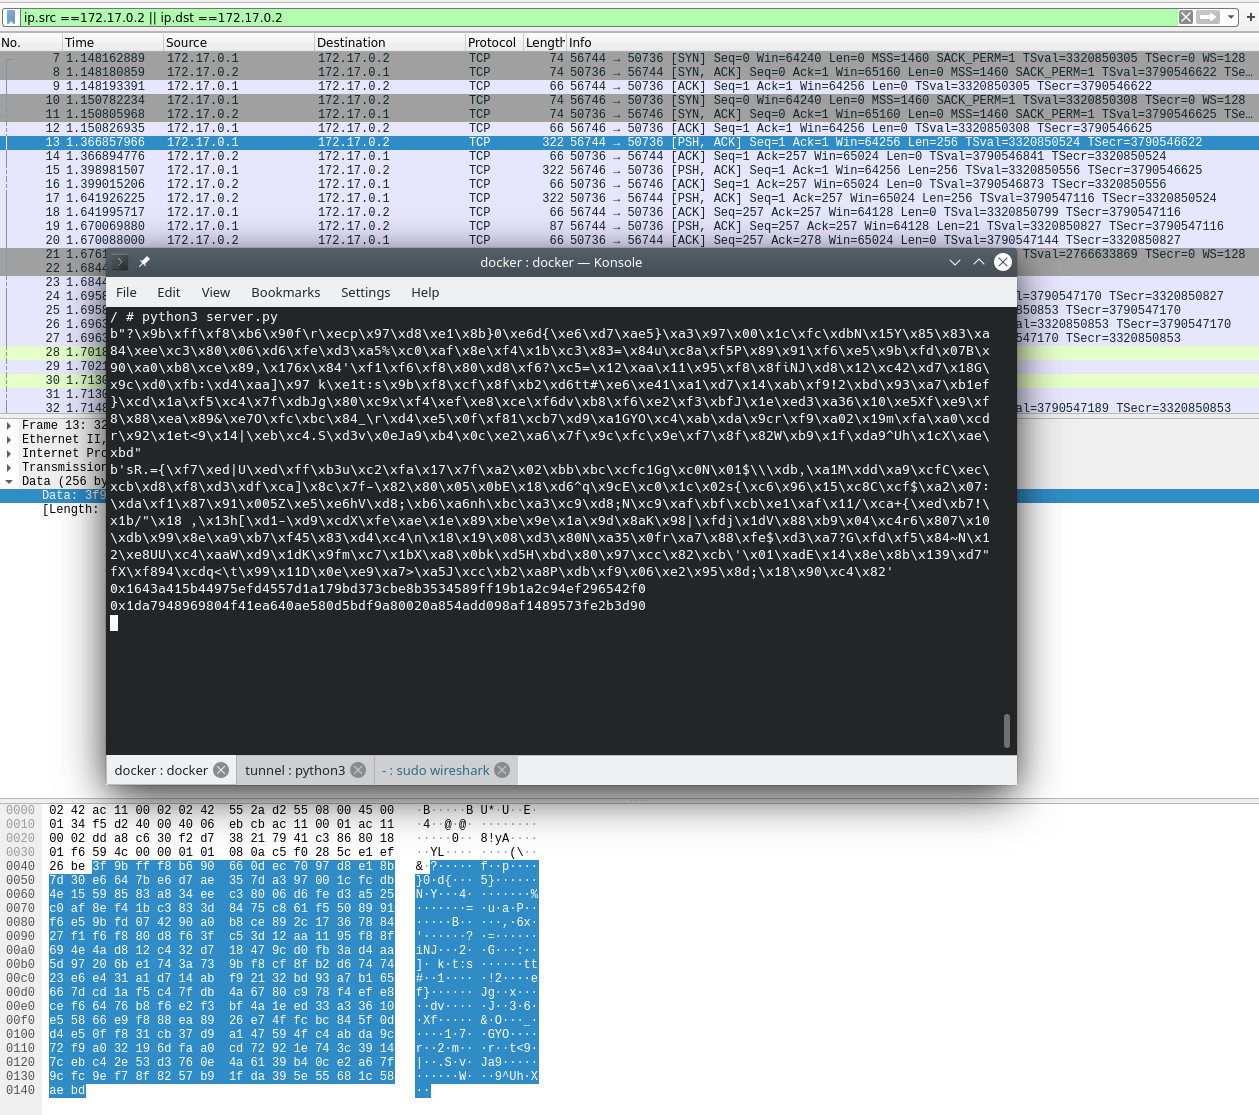 ip.src ==172.17.0.2 || ip.dst ==172.17.0.2
No. Time Source Destination Protocol Length Info
7 1.148162889 172.17.0.1 172.17.0.2 TCP 74 56744 → 50736 [SYN] Seq=0 Win=64240 Len=0 MSS=1460 SACK_PERM=1 TSval=3320850305 TSecr=0 WS=128
8 1.148180859 172.17.0.2 172.17.0.1 TCP 74 50736 → 56744 [SYN, ACK] Seq=0 Ack=1 Win=65160 Len=0 MSS=1460 SACK_PERM=1 TSval=3790546622 TSe…
9 1.148193391 172.17.0.1 172.17.0.2 TCP 66 56744 → 50736 [ACK] Seq=1 Ack=1 Win=64256 Len=0 TSval=3320850305 TSecr=3790546622
10 1.150782234 172.17.0.1 172.17.0.2 TCP 74 56746 → 50736 [SYN] Seq=0 Win=64240 Len=0 MSS=1460 SACK_PERM=1 TSval=3320850308 TSecr=0 WS=128
11 1.150805968 172.17.0.2 172.17.0.1 TCP 74 50736 → 56746 [SYN, ACK] Seq=0 Ack=1 Win=65160 Len=0 MSS=1460 SACK_PERM=1 TSval=3790546625 TSe…
12 1.150826935 172.17.0.1 172.17.0.2 TCP 66 56746 → 50736 [ACK] Seq=1 Ack=1 Win=64256 Len=0 TSval=3320850308 TSecr=3790546625
13 1.366857966 172.17.0.1 172.17.0.2 TCP 322 56744 → 50736 [PSH, ACK] Seq=1 Ack=1 Win=64256 Len=256 TSval=3320850524 TSecr=3790546622
14 1.366894776 172.17.0.2 172.17.0.1 TCP 66 50736 → 56744 [ACK] Seq=1 Ack=257 Win=65024 Len=0 TSval=3790546841 TSecr=3320850524
15 1.398981507 172.17.0.1 172.17.0.2 TCP 322 56746 → 50736 [PSH, ACK] Seq=1 Ack=1 Win=64256 Len=256 TSval=3320850556 TSecr=3790546625
16 1.399015206 172.17.0.2 172.17.0.1 TCP 66 50736 → 56746 [ACK] Seq=1 Ack=257 Win=65024 Len=0 TSval=3790546873 TSecr=3320850556
17 1.641926225 172.17.0.2 172.17.0.1 TCP 322 50736 → 56744 [PSH, ACK] Seq=1 Ack=257 Win=65024 Len=256 TSval=3790547116 TSecr=3320850524
18 1.641995717 172.17.0.1 172.17.0.2 TCP 66 56744 → 50736 [ACK] Seq=257 Ack=257 Win=64128 Len=0 TSval=3320850799 TSecr=3790547116
19 1.670069880 172.17.0.1 172.17.0.2 TCP 87 56744 → 50736 [PSH, ACK] Seq=257 Ack=257 Win=64128 Len=21 TSval=3320850827 TSecr=3790547116
20 1.670088000 172.17.0.2 172.17.0.1 TCP 66 50736 → 56744 [ACK] Seq=257 Ack=278 Win=65024 Len=0 TSval=3790547144 TSecr=3320850827
21 1.6761 TSval=2766633869 TSecr=0 WS=128
22 1.6844
23 1.6844
24 1.6958 l=3790547170 TSecr=3320850827
25 1.6958 =3320850853 TSecr=3790547170
26 1.6963 l=3320850853 TSecr=3790547170
27 1.6963 547170 TSecr=3320850853
28 1.7018
29 1.7021
30 1.7130
31 1.7130
32 1.7148 al=3790547189 TSecr=3320850853
docker : docker — Konsole
File Edit View Bookmarks Settings Help
/ # python3 server.py
b"?\x9b\xff\xf8\xb6\x90f\r\xecp\x97\xd8\xe1\x8b}0\xe6d{\xe6\xd7\xae5}\xa3\x97\x00\x1c\xfc\xdbN\x15Y\x85\x83\xa
84\xee\xc3\x80\x06\xd6\xfe\xd3\xa5%\xc0\xaf\x8e\xf4\x1b\xc3\x83=\x84u\xc8a\xf5P\x89\x91\xf6\xe5\x9b\xfd\x07B\x
90\xa0\xb8\xce\x89,\x176x\x84'\xf1\xf6\xf8\x80\xd8\xf6?\xc5=\x12\xaa\x11\x95\xf8\x8fiNJ\xd8\x12\xc42\xd7\x18G\
x9c\xd0\xfb:\xd4\xaa]\x97 k\xe1t:s\x9b\xf8\xcf\x8f\xb2\xd6tt#\xe6\xe41\xa1\xd7\x14\xab\xf9!2\xbd\x93\xa7\xb1ef
}\xcd\x1a\xf5\xc4\x7f\xdbJg\x80\xc9x\xf4\xef\xe8\xce\xf6dv\xb8\xf6\xe2\xf3\xbfJ\x1e\xed3\xa36\x10\xe5Xf\xe9\xf
8\x88\xea\x89&\xe7O\xfc\xbc\x84_\r\xd4\xe5\x0f\xf81\xcb7\xd9\xa1GYO\xc4\xab\xda\x9cr\xf9\xa02\x19m\xfa\xa0\xcd
r\x92\x1et<9\x14|\xeb\xc4.S\xd3v\x0eJa9\xb4\x0c\xe2\xa6\x7f\x9c\xfc\x9e\xf7\x8f\x82W\xb9\x1f\xda9^Uh\x1cX\xae\
xbd"
b'sR.={\xf7\xed|U\xed\xff\xb3u\xc2\xfa\x17\x7f\xa2\x02\xbb\xbc\xcfc1Gg\xc0N\x01$\\\xdb,\xa1M\xdd\xa9\xcfC\xec\
xcb\xd8\xf8\xd3\xdf\xca]\x8c\x7f-\x82\x80\x05\x0bE\x18\xd6^q\x9cE\xc0\x1c\x02s{\xc6\x96\x15\xc8C\xcf$\xa2\x07:
\xda\xf1\x87\x91\x005Z\xe5\xe6hV\xd8;\xb6\xa6nh\xbc\xa3\xc9\xd8;N\xc9\xaf\xbf\xcb\xe1\xaf\x11/\xca+{\xed\xb7!\
x1b/"\x18 ,\x13h[\xd1-\xd9\xcdX\xfe\xae\x1e\x89\xbe\x9e\x1a\x9d\x8aK\x98|\xfdj\x1dV\x88\xb9\x04\xc4r6\x807\x10
\xdb\x99\x8e\xa9\xb7\xf45\x83\xd4\xc4\n\x18\x19\x08\xd3\x80N\xa35\x0fr\xa7\x88\xfe$\xd3\xa7?G\xfd\xf5\x84~N\x1
2\xe8UU\xc4\xaaW\xd9\x1dK\x9fm\xc7\x1bX\xa8\x0bk\xd5H\xbd\x80\x97\xcc\x82\xcb\'\x01\xadE\x14\x8e\x8b\x139\xd7"
fX\xf894\xcdq<\t\x99\x11D\x0e\xe9\xa7>\xa5J\xcc\xb2\xa8P\xdb\xf9\x06\xe2\x95\x8d;\x18\x90\xc4\x82'
0x1643a415b44975efd4557d1a179bd373cbe8b3534589ff19b1a2c94ef296542f0
0x1da7948969804f41ea640ae580d5bdf9a80020a854add098af1489573fe2b3d90
docker : docker tunnel : python3 - : sudo wireshark
Frame 13: 32
Ethernet II,
Internet Pro
Transmission
Data (256 by
Data: 3f9
[Length:
0000 02 42 ac 11 00 02 02 42 55 2a d2 55 08 00 45 00 ·B·····B U*·U··E·
0010 01 34 f5 d2 40 00 40 06 eb cb ac 11 00 01 ac 11 ·4··@·@· ········
0020 00 02 dd a8 c6 30 f2 d7 38 21 79 41 c3 86 80 18 ·····0·· 8!yA····
0030 01 f6 59 4c 00 00 01 01 08 0a c5 f0 28 5c e1 ef ··YL···· ····(\··
0040 26 be 3f 9b ff f8 b6 90 66 0d ec 70 97 d8 e1 8b &·?····· f··p····
0050 7d 30 e6 64 7b e6 d7 ae 35 7d a3 97 00 1c fc db }0·d{··· 5}······
0060 4e 15 59 85 83 a8 34 ee c3 80 06 d6 fe d3 a5 25 N·Y···4· ·······%
0070 c0 af 8e f4 1b c3 83 3d 84 75 c8 61 f5 50 89 91 ·······= ·u·a·P··
0080 f6 e5 9b fd 07 42 90 a0 b8 ce 89 2c 17 36 78 84 ·····B·· ···,·6x·
0090 27 f1 f6 f8 80 d8 f6 3f c5 3d 12 aa 11 95 f8 8f '······? ·=······
00a0 69 4e 4a d8 12 c4 32 d7 18 47 9c d0 fb 3a d4 aa iNJ···2· ·G···:··
00b0 5d 97 20 6b e1 74 3a 73 9b f8 cf 8f b2 d6 74 74 ]· k·t:s ······tt
00c0 23 e6 e4 31 a1 d7 14 ab f9 21 32 bd 93 a7 b1 65 #··1···· ·!2····e
00d0 66 7d cd 1a f5 c4 7f db 4a 67 80 c9 78 f4 ef e8 f}······ Jg··x···
00e0 ce f6 64 76 b8 f6 e2 f3 bf 4a 1e ed 33 a3 36 10 ··dv···· ·J··3·6·
00f0 e5 58 66 e9 f8 88 ea 89 26 e7 4f fc bc 84 5f 0d ·Xf····· &·O···_·
0100 d4 e5 0f f8 31 cb 37 d9 a1 47 59 4f c4 ab da 9c ····1·7· ·GYO····
0110 72 f9 a0 32 19 6d fa a0 cd 72 92 1e 74 3c 39 14 r··2·m·· ·r··t<9·
0120 7c eb c4 2e 53 d3 76 0e 4a 61 39 b4 0c e2 a6 7f |··.S·v· Ja9·····
0130 9c fc 9e f7 8f 82 57 b9 1f da 39 5e 55 68 1c 58 ······W· ··9^Uh·X
0140 ae bd ··